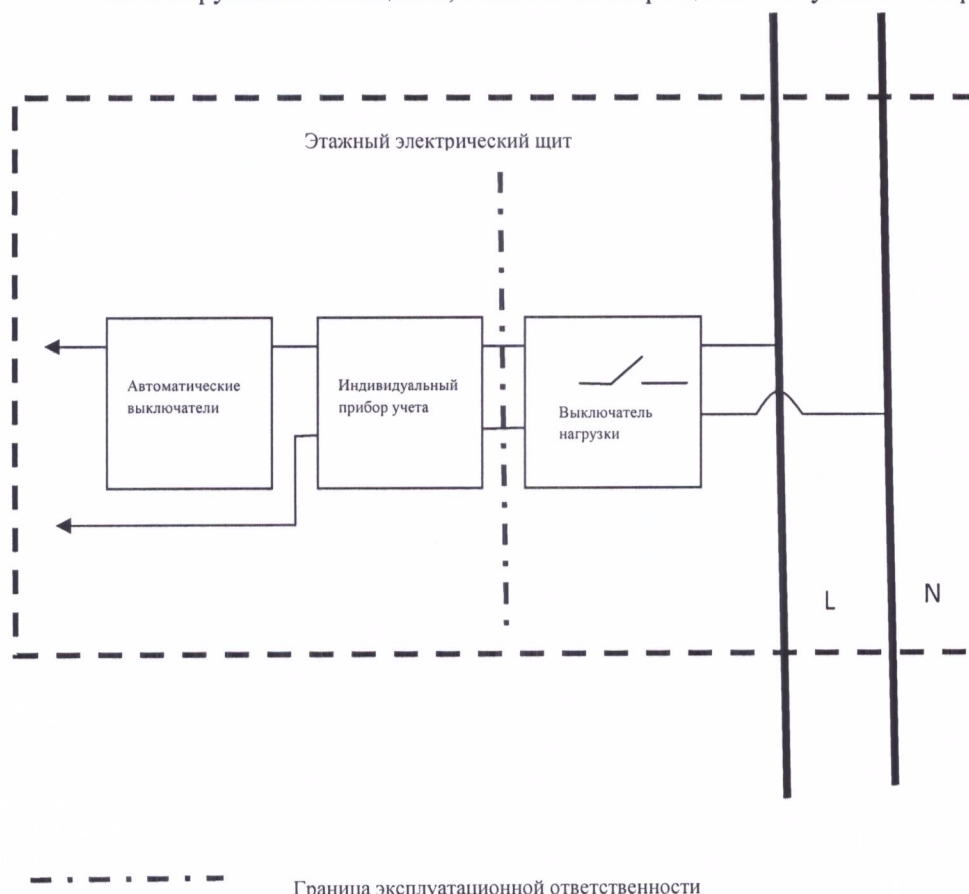 Этажный электрический щит
Автоматические
выключатели
Индивидуальный
прибор учета
Выключатель
нагрузки
L
N
Граница эксплуатационной ответственности